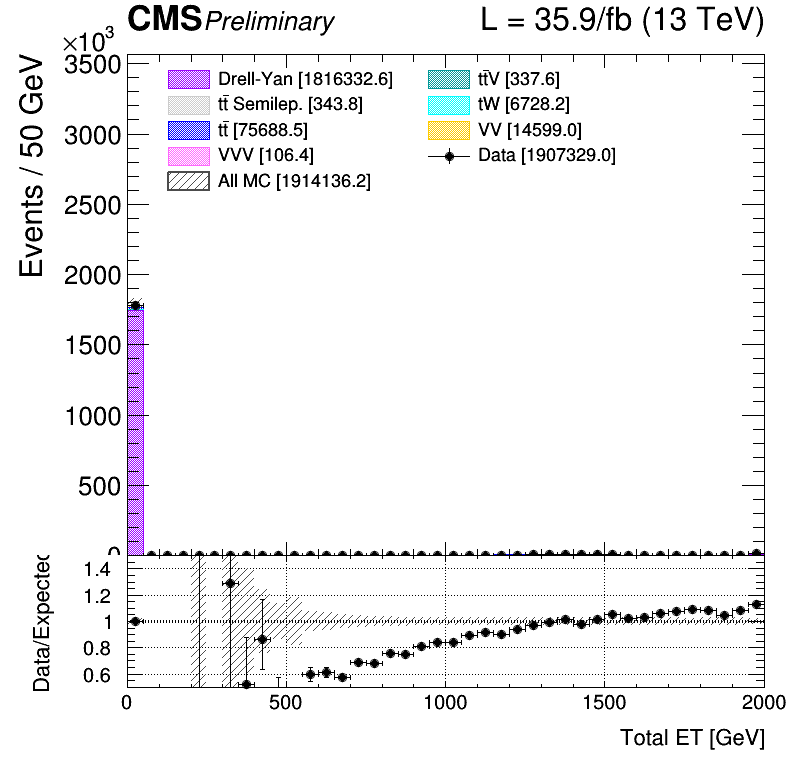 CMS Preliminary L = 35.9/fb (13 TeV)
×10³
Events / 50 GeV
3500
3000
2500
2000
1500
1000
500
0
Drell-Yan [1816332.6]
tt̄ Semilep. [343.8]
tt̄ [75688.5]
VVV [106.4]
All MC [1914136.2]
tt̄V [337.6]
tW [6728.2]
VV [14599.0]
Data [1907329.0]
Data/Expected
1.4
1.2
1
0.8
0.6
0 500 1000 1500 2000
Total ET [GeV]